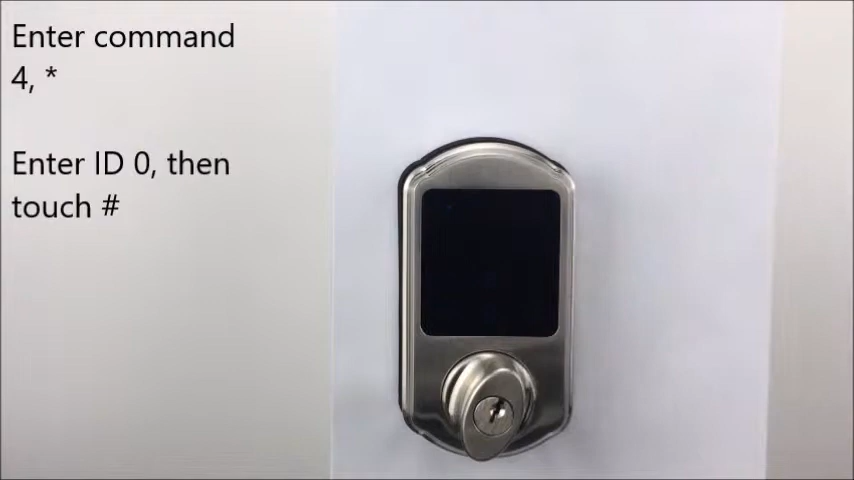 Enter command
4, *
Enter ID 0, then
touch #